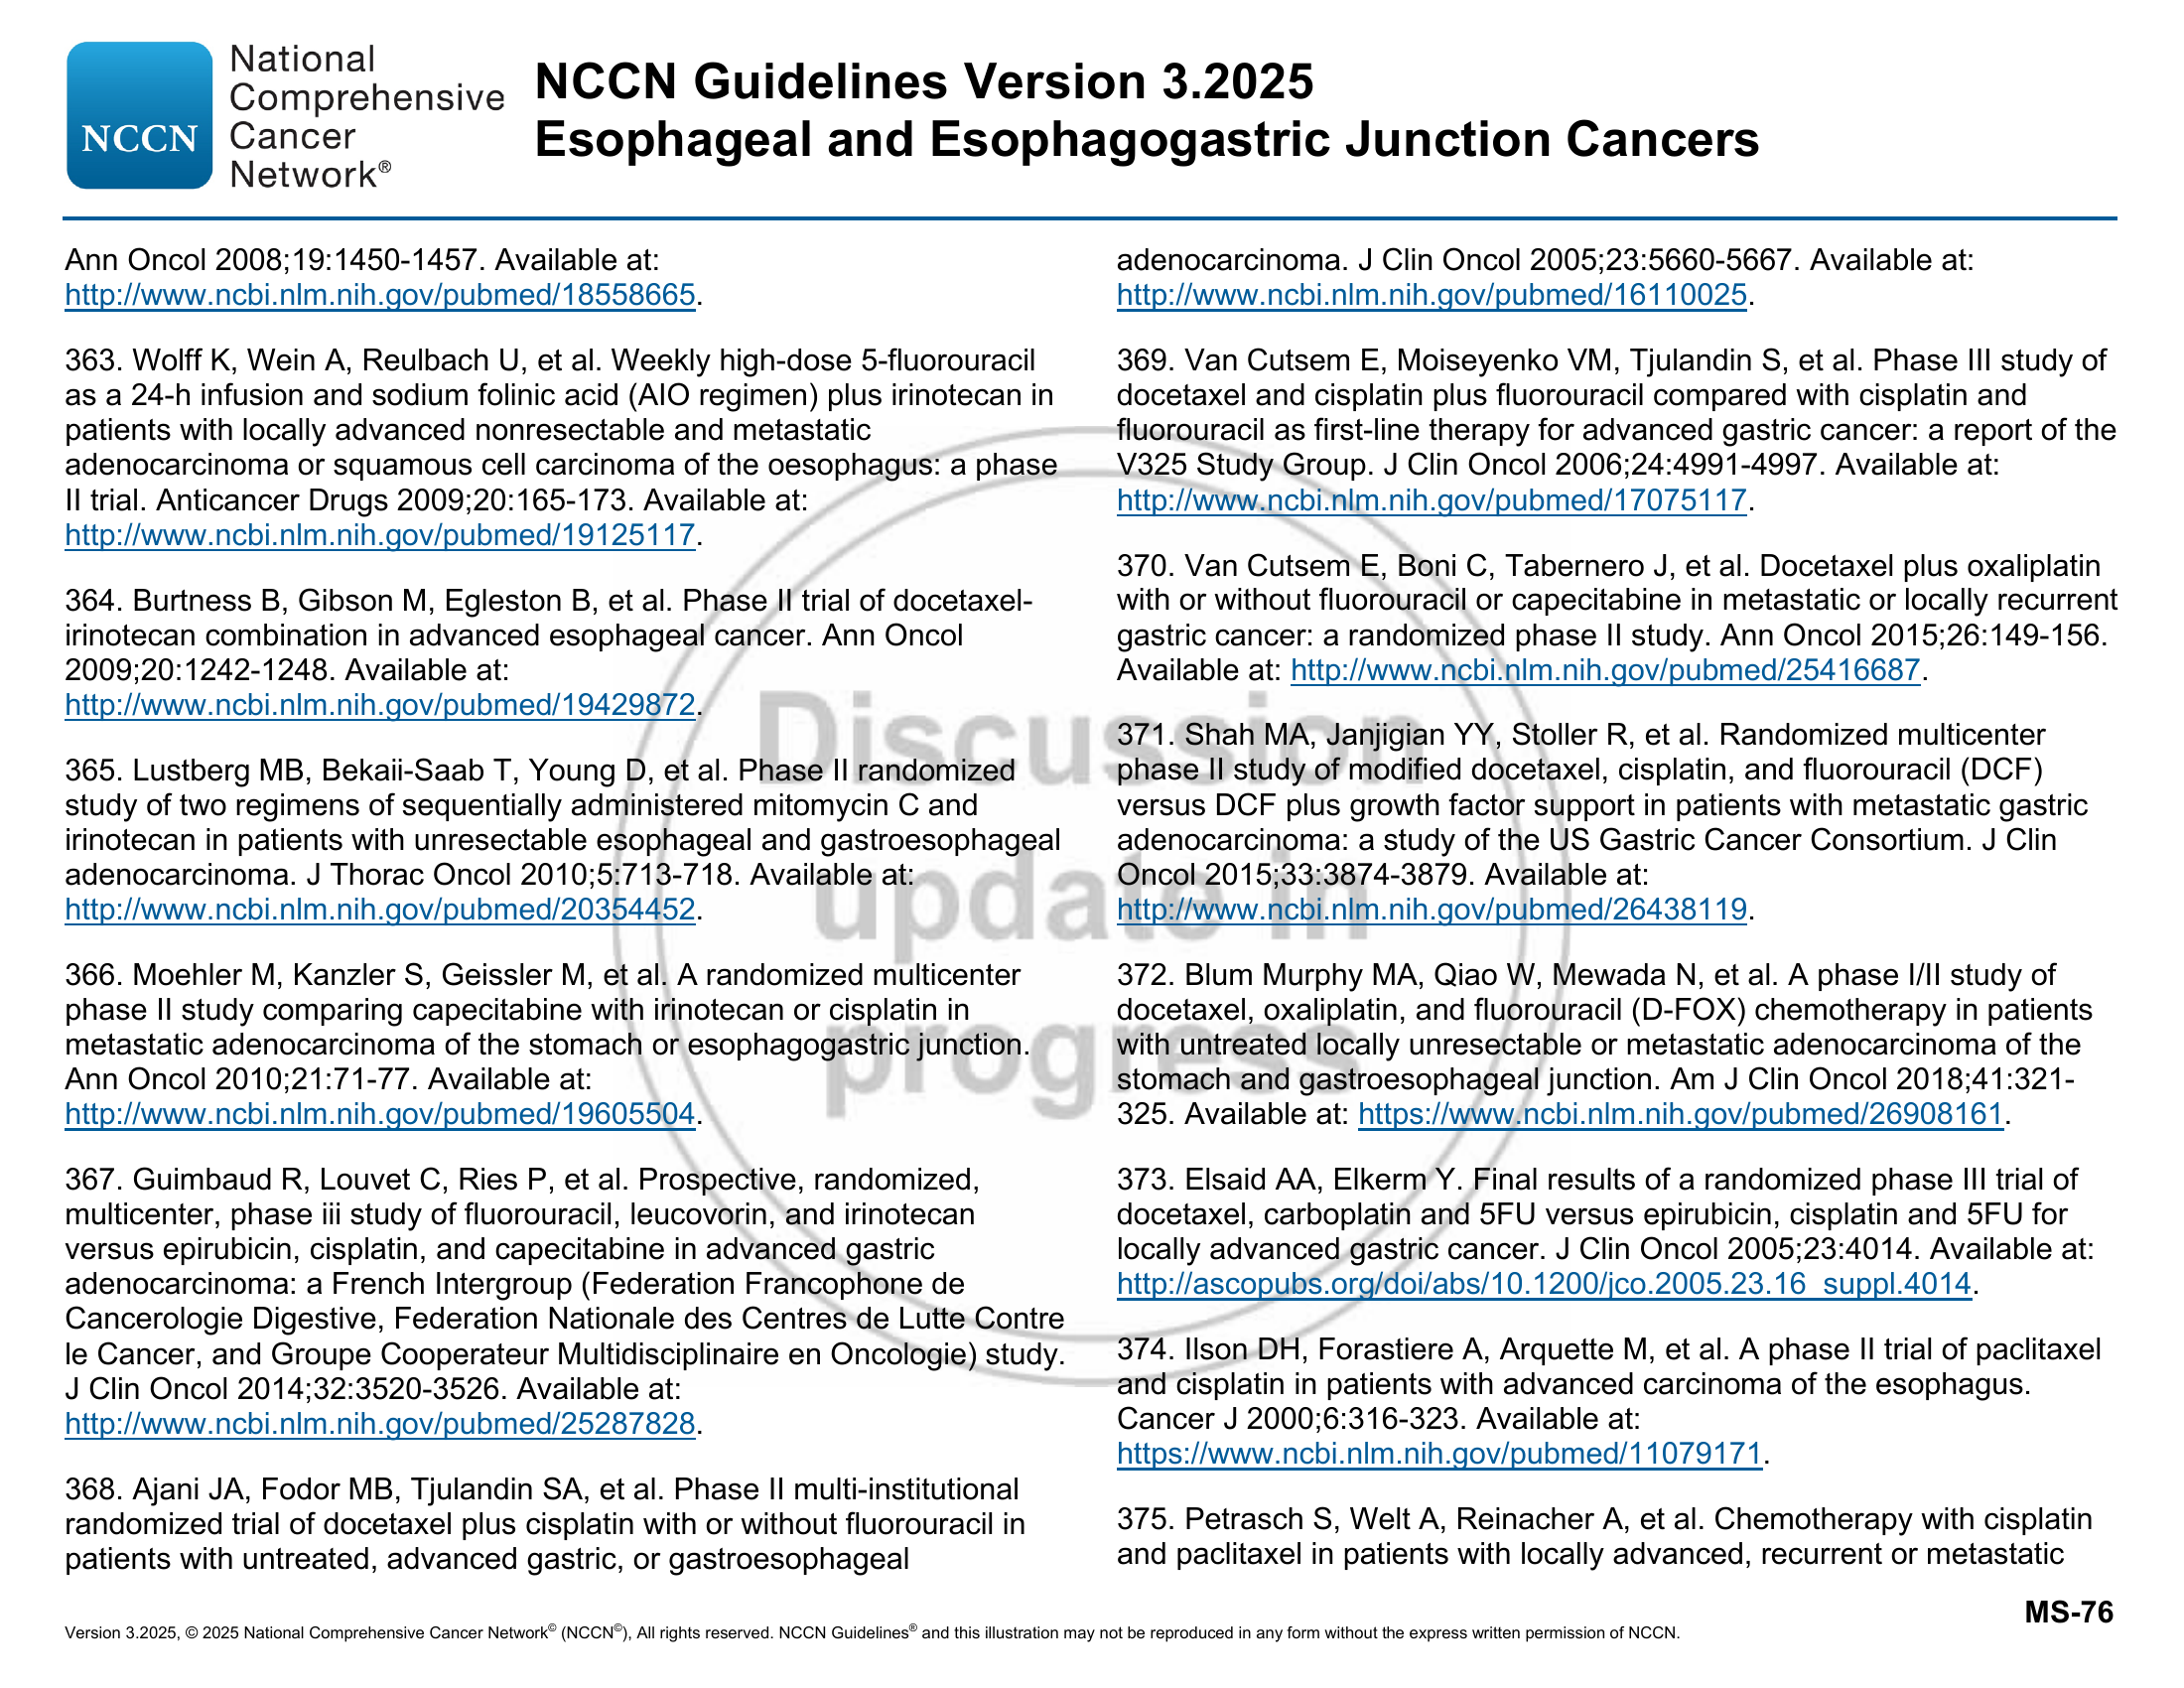 NCCN
National
Comprehensive
Cancer
Network®
NCCN Guidelines Version 3.2025
Esophageal and Esophagogastric Junction Cancers
Ann Oncol 2008;19:1450-1457. Available at:
http://www.ncbi.nlm.nih.gov/pubmed/18558665.
363. Wolff K, Wein A, Reulbach U, et al. Weekly high-dose 5-fluorouracil
as a 24-h infusion and sodium folinic acid (AIO regimen) plus irinotecan in
patients with locally advanced nonresectable and metastatic
adenocarcinoma or squamous cell carcinoma of the oesophagus: a phase
II trial. Anticancer Drugs 2009;20:165-173. Available at:
http://www.ncbi.nlm.nih.gov/pubmed/19125117.
364. Burtness B, Gibson M, Egleston B, et al. Phase II trial of docetaxel-
irinotecan combination in advanced esophageal cancer. Ann Oncol
2009;20:1242-1248. Available at:
http://www.ncbi.nlm.nih.gov/pubmed/19429872.
365. Lustberg MB, Bekaii-Saab T, Young D, et al. Phase II randomized
study of two regimens of sequentially administered mitomycin C and
irinotecan in patients with unresectable esophageal and gastroesophageal
adenocarcinoma. J Thorac Oncol 2010;5:713-718. Available at:
http://www.ncbi.nlm.nih.gov/pubmed/20354452.
366. Moehler M, Kanzler S, Geissler M, et al. A randomized multicenter
phase II study comparing capecitabine with irinotecan or cisplatin in
metastatic adenocarcinoma of the stomach or esophagogastric junction.
Ann Oncol 2010;21:71-77. Available at:
http://www.ncbi.nlm.nih.gov/pubmed/19605504.
367. Guimbaud R, Louvet C, Ries P, et al. Prospective, randomized,
multicenter, phase iii study of fluorouracil, leucovorin, and irinotecan
versus epirubicin, cisplatin, and capecitabine in advanced gastric
adenocarcinoma: a French Intergroup (Federation Francophone de
Cancerologie Digestive, Federation Nationale des Centres de Lutte Contre
le Cancer, and Groupe Cooperateur Multidisciplinaire en Oncologie) study.
J Clin Oncol 2014;32:3520-3526. Available at:
http://www.ncbi.nlm.nih.gov/pubmed/25287828.
368. Ajani JA, Fodor MB, Tjulandin SA, et al. Phase II multi-institutional
randomized trial of docetaxel plus cisplatin with or without fluorouracil in
patients with untreated, advanced gastric, or gastroesophageal
adenocarcinoma. J Clin Oncol 2005;23:5660-5667. Available at:
http://www.ncbi.nlm.nih.gov/pubmed/16110025.
369. Van Cutsem E, Moiseyenko VM, Tjulandin S, et al. Phase III study of
docetaxel and cisplatin plus fluorouracil compared with cisplatin and
fluorouracil as first-line therapy for advanced gastric cancer: a report of the
V325 Study Group. J Clin Oncol 2006;24:4991-4997. Available at:
http://www.ncbi.nlm.nih.gov/pubmed/17075117.
370. Van Cutsem E, Boni C, Tabernero J, et al. Docetaxel plus oxaliplatin
with or without fluorouracil or capecitabine in metastatic or locally recurrent
gastric cancer: a randomized phase II study. Ann Oncol 2015;26:149-156.
Available at: http://www.ncbi.nlm.nih.gov/pubmed/25416687.
371. Shah MA, Janjigian YY, Stoller R, et al. Randomized multicenter
phase II study of modified docetaxel, cisplatin, and fluorouracil (DCF)
versus DCF plus growth factor support in patients with metastatic gastric
adenocarcinoma: a study of the US Gastric Cancer Consortium. J Clin
Oncol 2015;33:3874-3879. Available at:
http://www.ncbi.nlm.nih.gov/pubmed/26438119.
372. Blum Murphy MA, Qiao W, Mewada N, et al. A phase I/II study of
docetaxel, oxaliplatin, and fluorouracil (D-FOX) chemotherapy in patients
with untreated locally unresectable or metastatic adenocarcinoma of the
stomach and gastroesophageal junction. Am J Clin Oncol 2018;41:321-
325. Available at: https://www.ncbi.nlm.nih.gov/pubmed/26908161.
373. Elsaid AA, Elkerm Y. Final results of a randomized phase III trial of
docetaxel, carboplatin and 5FU versus epirubicin, cisplatin and 5FU for
locally advanced gastric cancer. J Clin Oncol 2005;23:4014. Available at:
http://ascopubs.org/doi/abs/10.1200/jco.2005.23.16_suppl.4014.
374. Ilson DH, Forastiere A, Arquette M, et al. A phase II trial of paclitaxel
and cisplatin in patients with advanced carcinoma of the esophagus.
Cancer J 2000;6:316-323. Available at:
https://www.ncbi.nlm.nih.gov/pubmed/11079171.
375. Petrasch S, Welt A, Reinacher A, et al. Chemotherapy with cisplatin
and paclitaxel in patients with locally advanced, recurrent or metastatic
Discussion
update in
progress
MS-76
Version 3.2025, © 2025 National Comprehensive Cancer Network© (NCCN©), All rights reserved. NCCN Guidelines® and this illustration may not be reproduced in any form without the express written permission of NCCN.